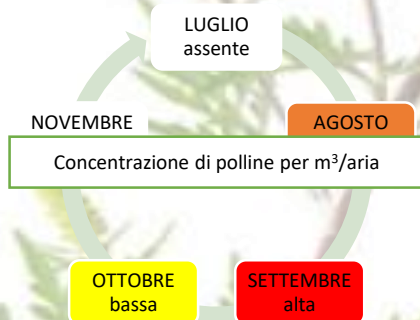 LUGLIO
assente
NOVEMBRE
AGOSTO
Concentrazione di polline per m³/aria
OTTOBRE
bassa
SETTEMBRE
alta